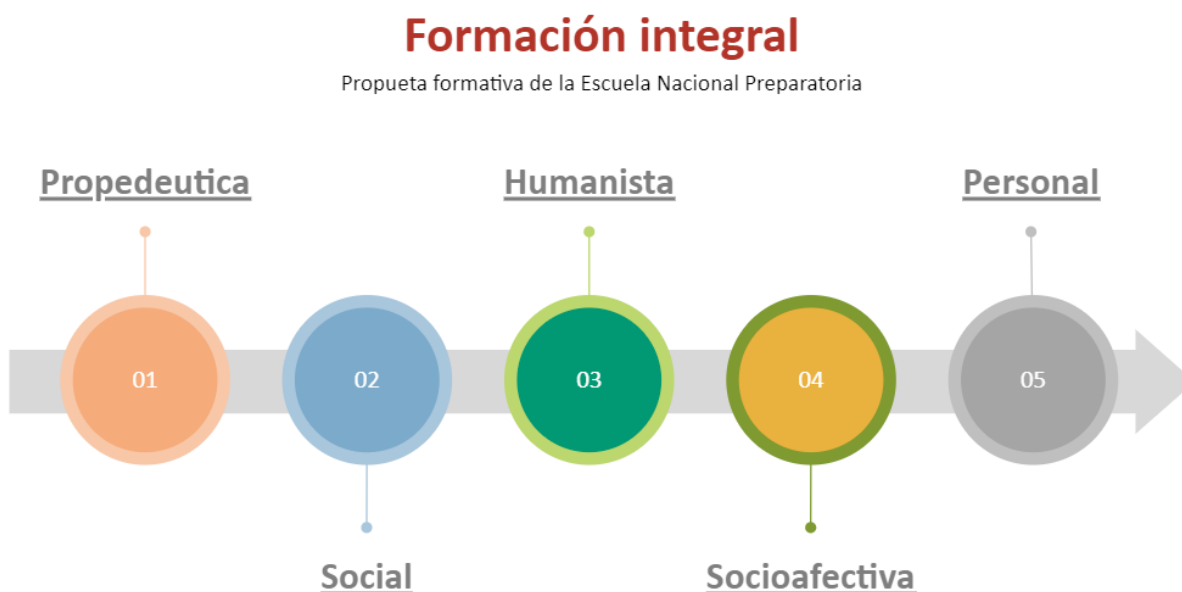 Formación integral
Propueta formativa de la Escuela Nacional Preparatoria
Propedeutica
Humanista
Personal
01
02
03
04
05
Social
Socioafectiva